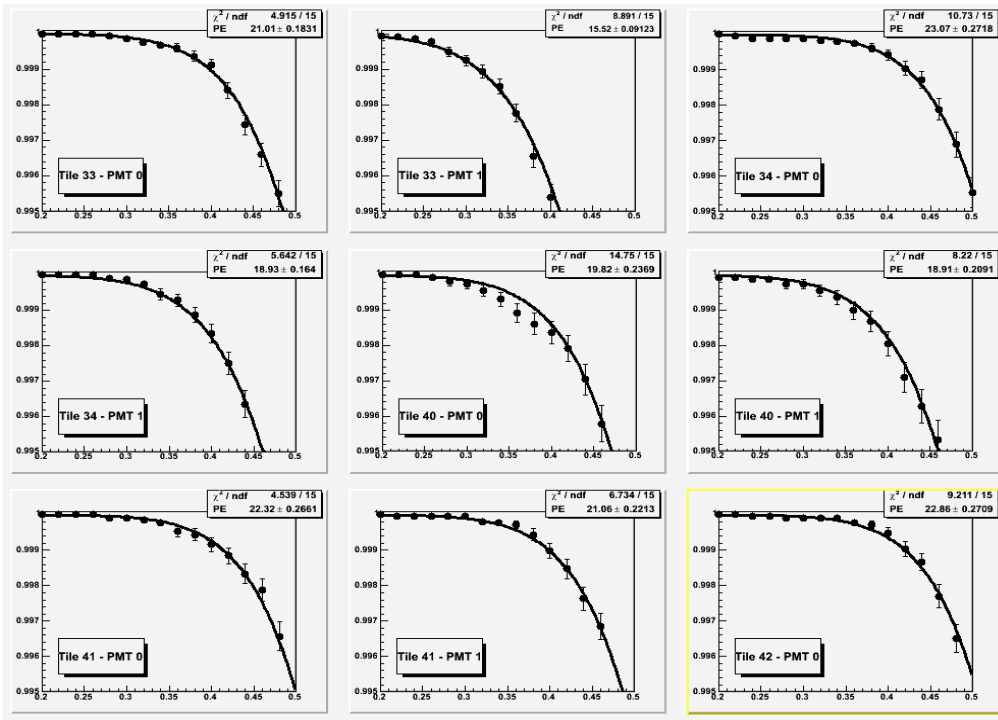 χ² / ndf 4.915 / 15
PE 21.01 ± 0.1831
1
0.999
0.998
0.997
0.996
0.995
Tile 33 - PMT 0
0.2 0.25 0.3 0.35 0.4 0.45 0.5
χ² / ndf 8.891 / 15
PE 15.52 ± 0.09123
1
0.999
0.998
0.997
0.996
0.995
Tile 33 - PMT 1
0.2 0.25 0.3 0.35 0.4 0.45 0.5
χ² / ndf 10.73 / 15
PE 23.07 ± 0.2718
1
0.999
0.998
0.997
0.996
0.995
Tile 34 - PMT 0
0.2 0.25 0.3 0.35 0.4 0.45 0.5
χ² / ndf 5.642 / 15
PE 18.93 ± 0.164
1
0.999
0.998
0.997
0.996
0.995
Tile 34 - PMT 1
0.2 0.25 0.3 0.35 0.4 0.45 0.5
χ² / ndf 14.75 / 15
PE 19.82 ± 0.2369
1
0.999
0.998
0.997
0.996
0.995
Tile 40 - PMT 0
0.2 0.25 0.3 0.35 0.4 0.45 0.5
χ² / ndf 8.22 / 15
PE 18.91 ± 0.2091
1
0.999
0.998
0.997
0.996
0.995
Tile 40 - PMT 1
0.2 0.25 0.3 0.35 0.4 0.45 0.5
χ² / ndf 4.539 / 15
PE 22.32 ± 0.2661
1
0.999
0.998
0.997
0.996
0.995
Tile 41 - PMT 0
0.2 0.25 0.3 0.35 0.4 0.45 0.5
χ² / ndf 6.734 / 15
PE 21.06 ± 0.2213
1
0.999
0.998
0.997
0.996
0.995
Tile 41 - PMT 1
0.2 0.25 0.3 0.35 0.4 0.45 0.5
χ² / ndf 9.211 / 15
PE 22.86 ± 0.2709
1
0.999
0.998
0.997
0.996
0.995
Tile 42 - PMT 0
0.2 0.25 0.3 0.35 0.4 0.45 0.5